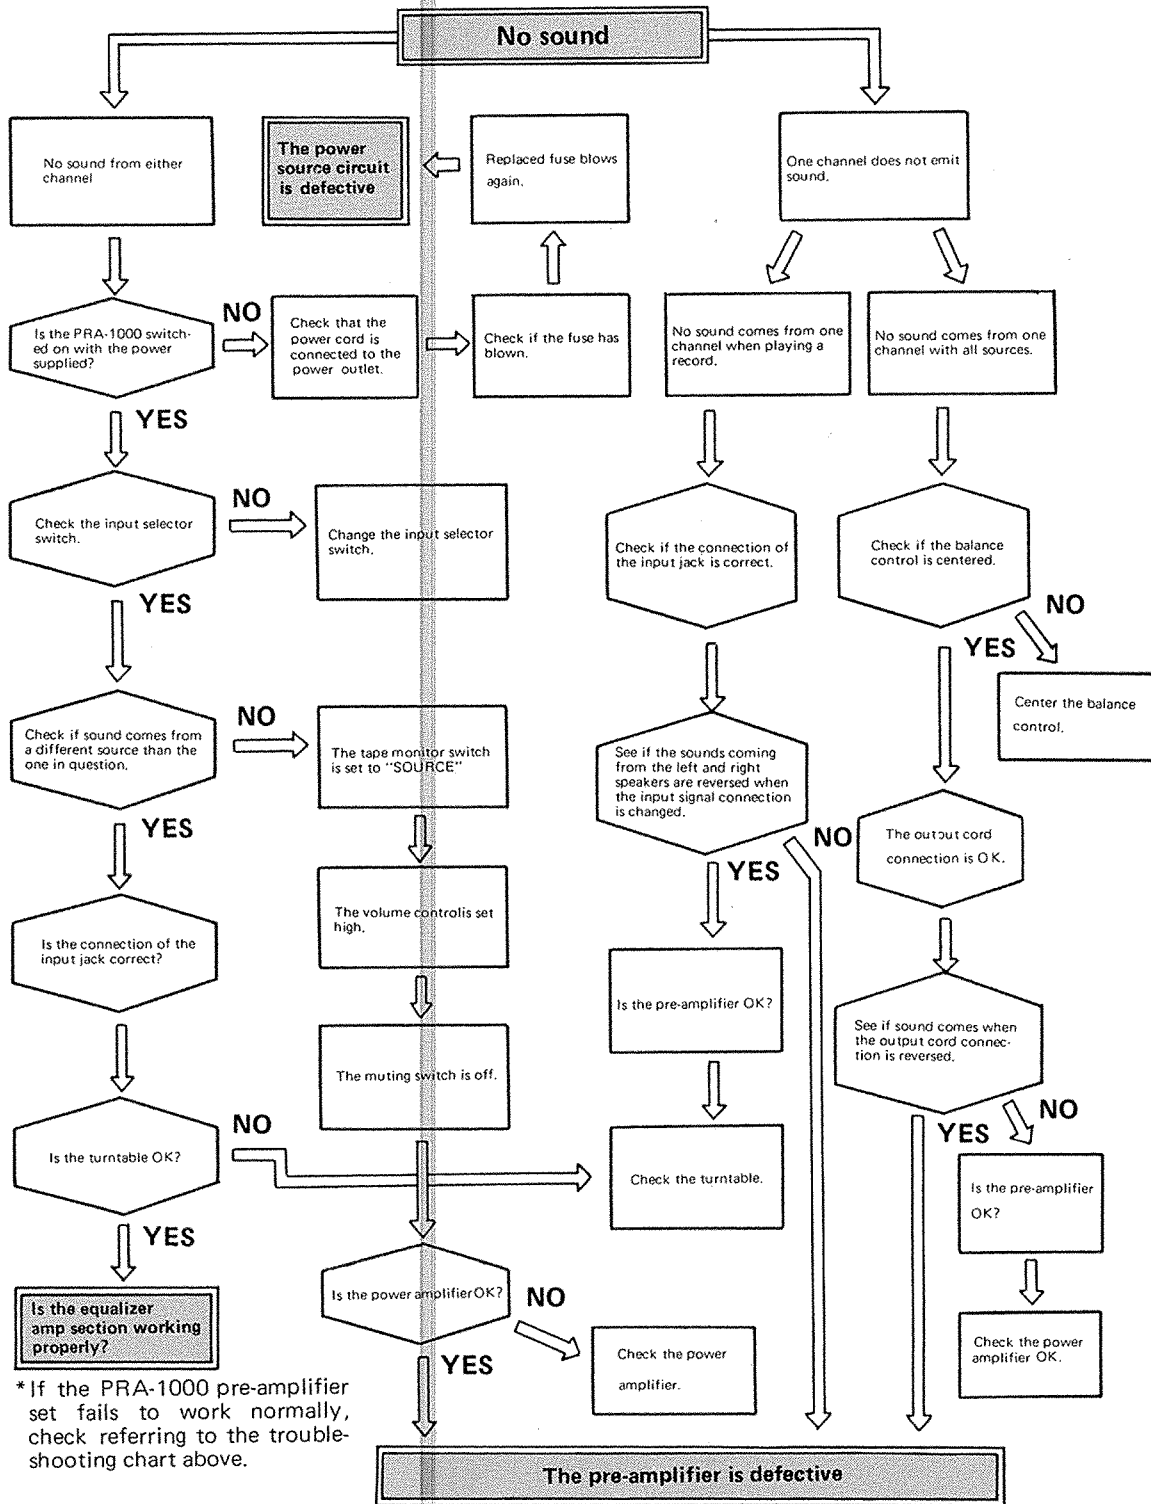 No sound
No sound from either
channel
The power
source circuit
is defective
Replaced fuse blows
again.
One channel does not emit
sound.
Is the PRA-1000 switch-
ed on with the power
supplied?
NO
Check that the
power cord is
connected to the
power outlet.
Check if the fuse has
blown.
No sound comes from one
channel when playing a
record.
No sound comes from one
channel with all sources.
YES
Check the input selector
switch.
NO
Change the input selector
switch.
Check if the connection of
the input jack is correct.
Check if the balance
control is centered.
NO
YES
YES
Center the balance
control.
Check if sound comes from
a different source than the
one in question.
NO
The tape monitor switch
is set to "SOURCE"
See if the sounds coming
from the left and right
speakers are reversed when
the input signal connection
is changed.
NO
YES
The output cord
connection is OK.
YES
The volume controlis set
high.
Is the connection of the
input jack correct?
Is the pre-amplifier OK?
See if sound comes when
the output cord connec-
tion is reversed.
NO
YES
The muting switch is off.
Is the turntable OK?
NO
Check the turntable.
Is the pre-amplifier
OK?
YES
Is the equalizer
amp section working
properly?
Is the power amplifier OK?
NO
YES
Check the power
amplifier.
Check the power
amplifier OK.
*If the PRA-1000 pre-amplifier
set fails to work normally,
check referring to the trouble-
shooting chart above.
The pre-amplifier is defective